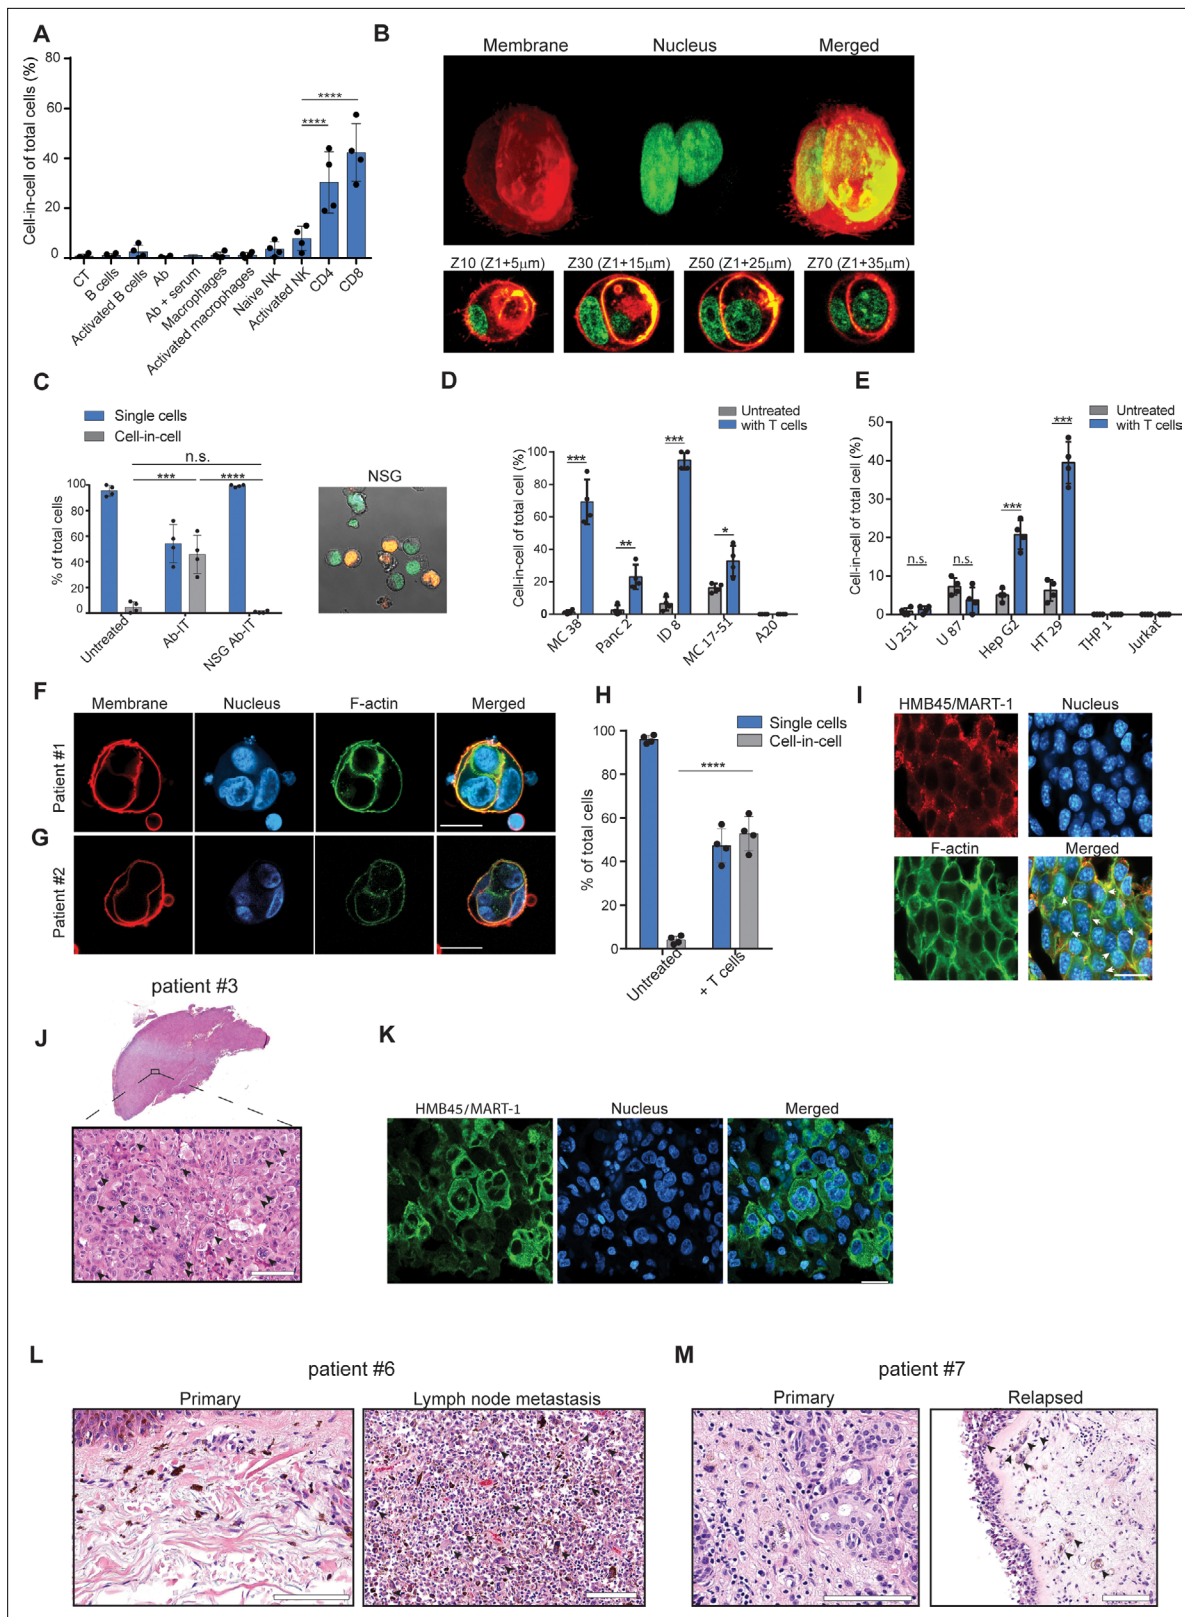 A
Cell-in-cell of total cells (%)
80
60
40
20
0
****
****
CT
B cells
Activated B cells
Ab
Ab + serum
Macrophages
Activated macrophages
Naive NK
Activated NK
CD4
CD8
B
Membrane
Nucleus
Merged
Z10 (Z1+5μm)
Z30 (Z1+15μm)
Z50 (Z1+25μm)
Z70 (Z1+35μm)
C
Single cells
Cell-in-cell
n.s.
*** ****
% of total cells
100
80
60
40
20
0
Untreated
Ab-IT
NSG Ab-IT
NSG
D
Untreated
with T cells
Cell-in-cell of total cell (%)
100
80
60
40
20
0
***
**
***
*
MC 38
Panc 2
ID 8
MC 17-51
A20
E
Untreated
with T cells
Cell-in-cell of total cell (%)
50
40
30
20
10
0
n.s.
n.s.
***
***
U 251
U 87
Hep G2
HT 29
THP 1
Jurkat
F
Membrane
Nucleus
F-actin
Merged
Patient #1
G
Patient #2
H
Single cells
Cell-in-cell
% of total cells
100
80
60
40
20
0
****
Untreated
+ T cells
I
HMB45/MART-1
Nucleus
F-actin
Merged
patient #3
J
K
HMB45/MART-1
Nucleus
Merged
L
patient #6
Primary
Lymph node metastasis
M
patient #7
Primary
Relapsed